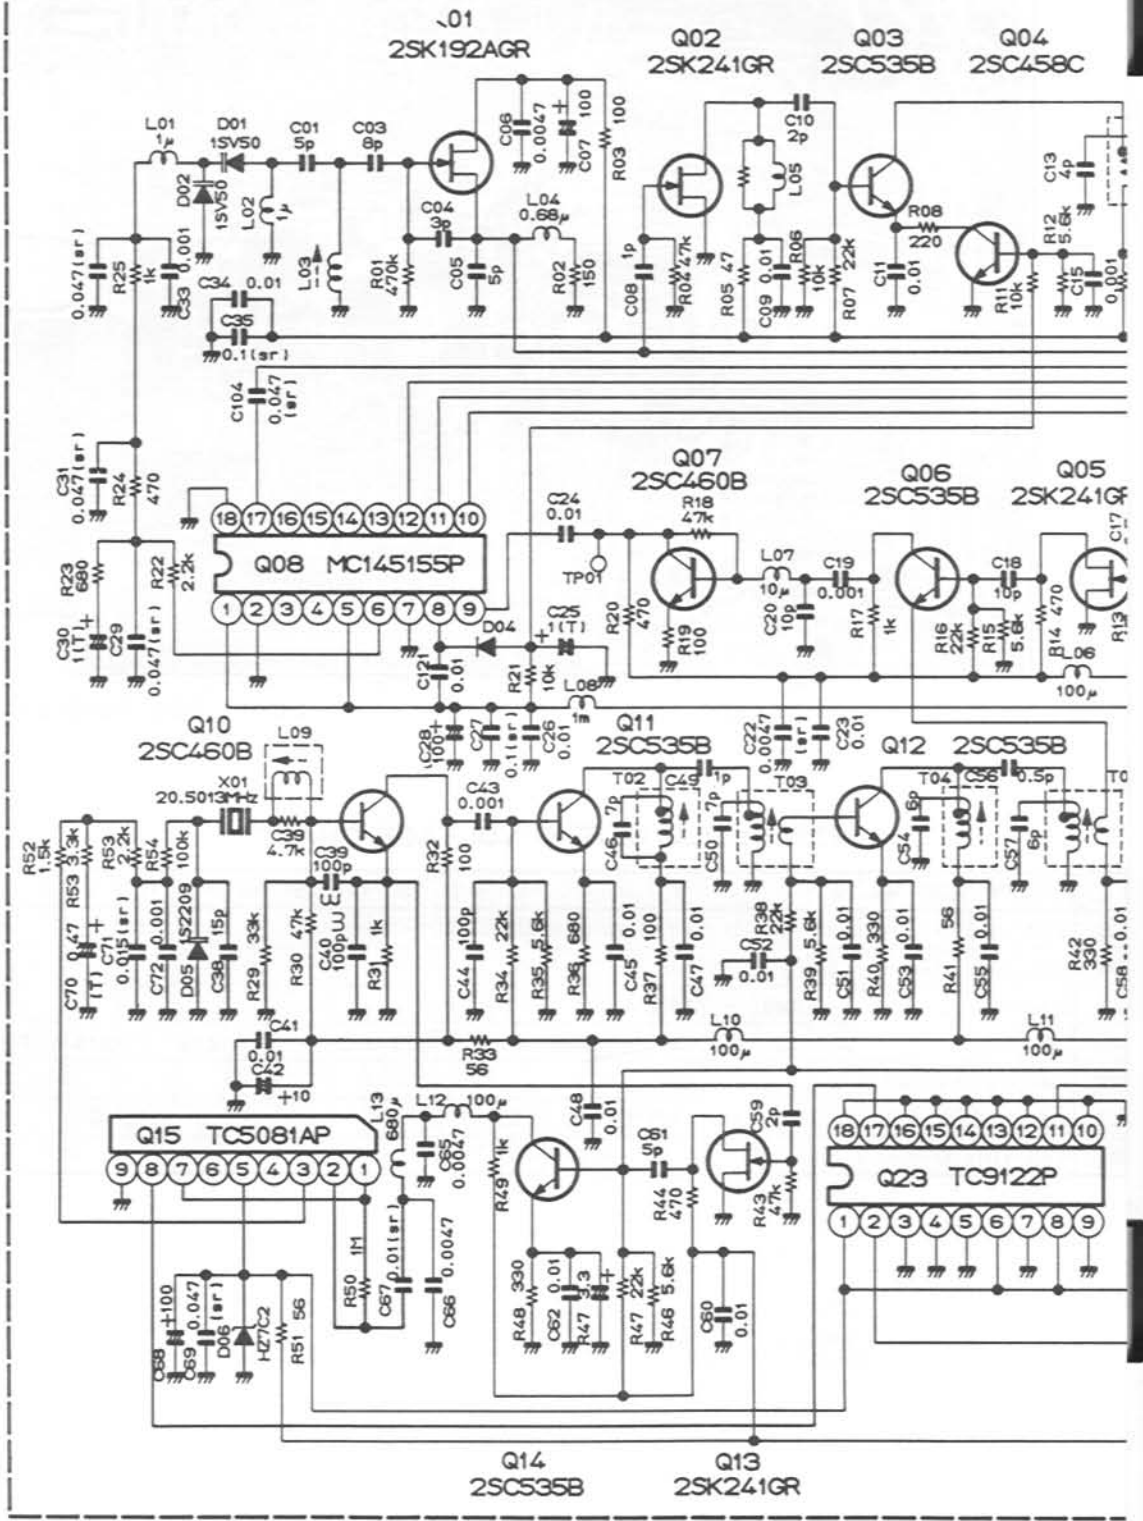 01
2SK192AGR
Q02
2SK241GR
Q03
2SC535B
Q04
2SC458C
L01
1μ
D01
1SV50
C01
5p
C03
8p
C06
0.0047
+
100
C07
100
R03
C10
2p
L05
C13
4p
D02
1SV50
L02
1μ
C04
3p
L04
0.68μ
R08
220
R12
5.6k
0.047(sr)
R25
1k
0.001
C33
C34
0.01
L03
R01
470k
C05
5p
R02
150
C08
1p
R04
47k
R05
47
C09
0.01
R06
10k
R07
22k
C11
0.01
R11
10k
C15
0.001
C35
0.1(sr)
C104
0.047
(sr)
C31
0.047(sr)
R24
470
Q07
2SC460B
Q06
2SC535B
Q05
2SK241GR
C24
0.01
R18
47k
C17
18 17 16 15 14 13 12 11 10
Q08 MC145155P
1 2 3 4 5 6 7 8 9
TP01
L07
10μ
C19
0.001
C18
10p
R23
680
R22
2.2k
C30
1(T)
C29
0.047(sr)
D04
+
C25
1(T)
R20
470
R19
100
C20
10p
R17
1k
R16
22k
R15
5.6k
R14
470
R13
C121
0.01
R21
10k
L08
1m
L06
100μ
Q10
2SC460B
L09
C28
100+
C27
0.1(sr)
C26
0.01
Q11
2SC535B
C22
0.0047
(sr)
C23
0.01
Q12
2SC535B
X01
20.5013MHz
C39
4.7k
C43
0.001
T02
C49
1p
7p
C46
7p
C50
T03
T04
C56
0.5p
6p
C54
C57
6p
R52
1.5k
R53
3.3k
R53
2.2k
R54
100k
C39
100p
R32
100
C70
0.47
(T)
+
C71
0.015(sr)
C72
0.001
D05
1S2209
C38
15p
R29
33k
R30
47k
C40
100pUJ
R31
1k
C44
100p
R34
22k
R35
5.6k
R36
680
C45
0.01
R37
100
C47
0.01
R38
22k
C52
0.01
R39
5.6k
C51
0.01
R40
330
C53
0.01
R41
56
C55
0.01
R42
330
C58
0.01
C41
0.01
C42
+10
R33
56
L10
100μ
L11
100μ
L13
680μ
L12
100μ
C48
0.01
C59
2p
Q15 TC5081AP
9 8 7 6 5 4 3 2 1
C65
0.0047
R49
1k
C61
5p
R44
470
R43
47k
18 17 16 15 14 13 12 11 10
Q23 TC9122P
1 2 3 4 5 6 7 8 9
+100
C68
0.047
(sr)
C69
D06
HZ7C2
R51
56
R50
1M
C67
0.01(sr)
C66
0.0047
R48
330
C62
0.01
R47
3.3
+
R47
22k
R46
5.6k
C60
0.01
Q14
2SC535B
Q13
2SK241GR